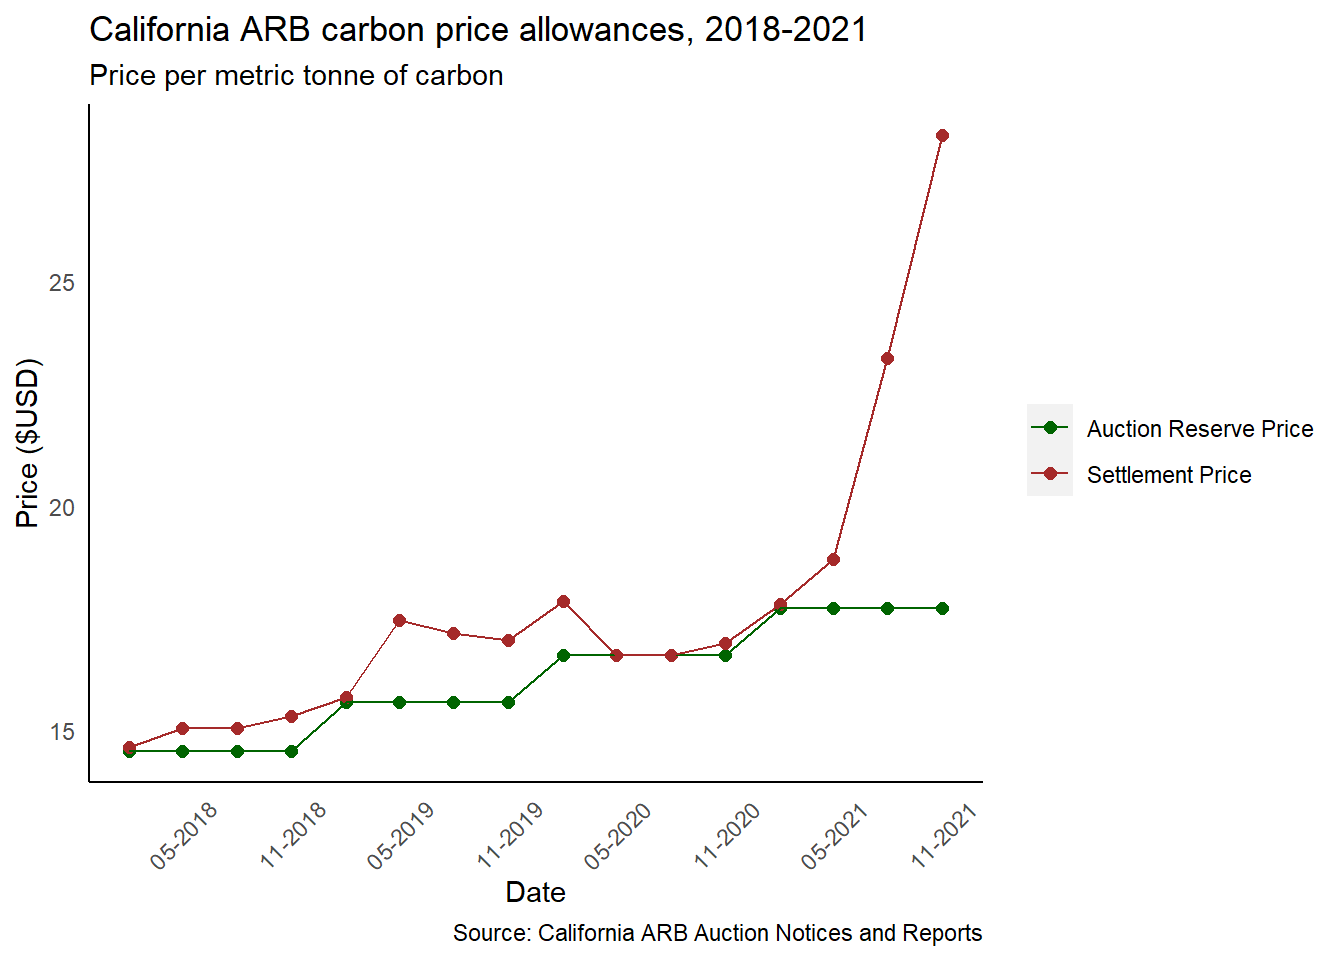 California ARB carbon price allowances, 2018-2021
Price per metric tonne of carbon
Price ($USD)
25
20
15
05-2018
11-2018
05-2019
11-2019
05-2020
11-2020
05-2021
11-2021
Date
Auction Reserve Price
Settlement Price
Source: California ARB Auction Notices and Reports